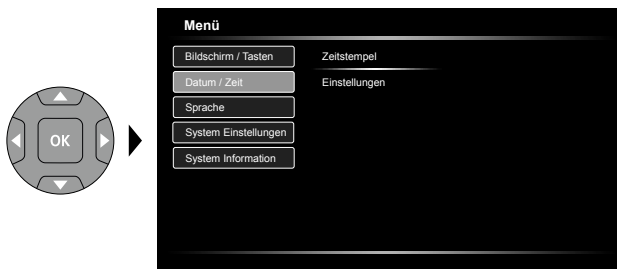 Menü
Bildschirm / Tasten
Zeitstempel
Datum / Zeit
Einstellungen
Sprache
OK
System Einstellungen
System Information